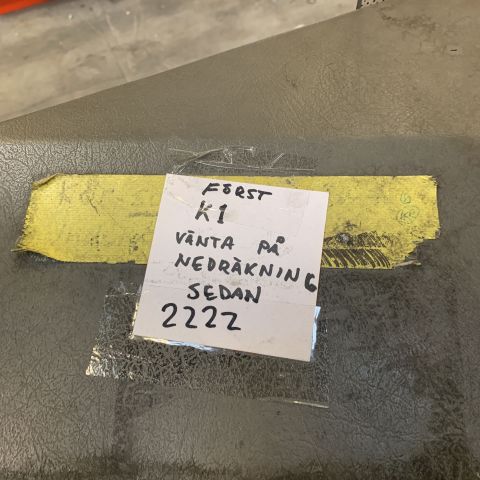 FÖRST
K1
VÄNTA PÅ
NEDRÄKNING
SEDAN
2222